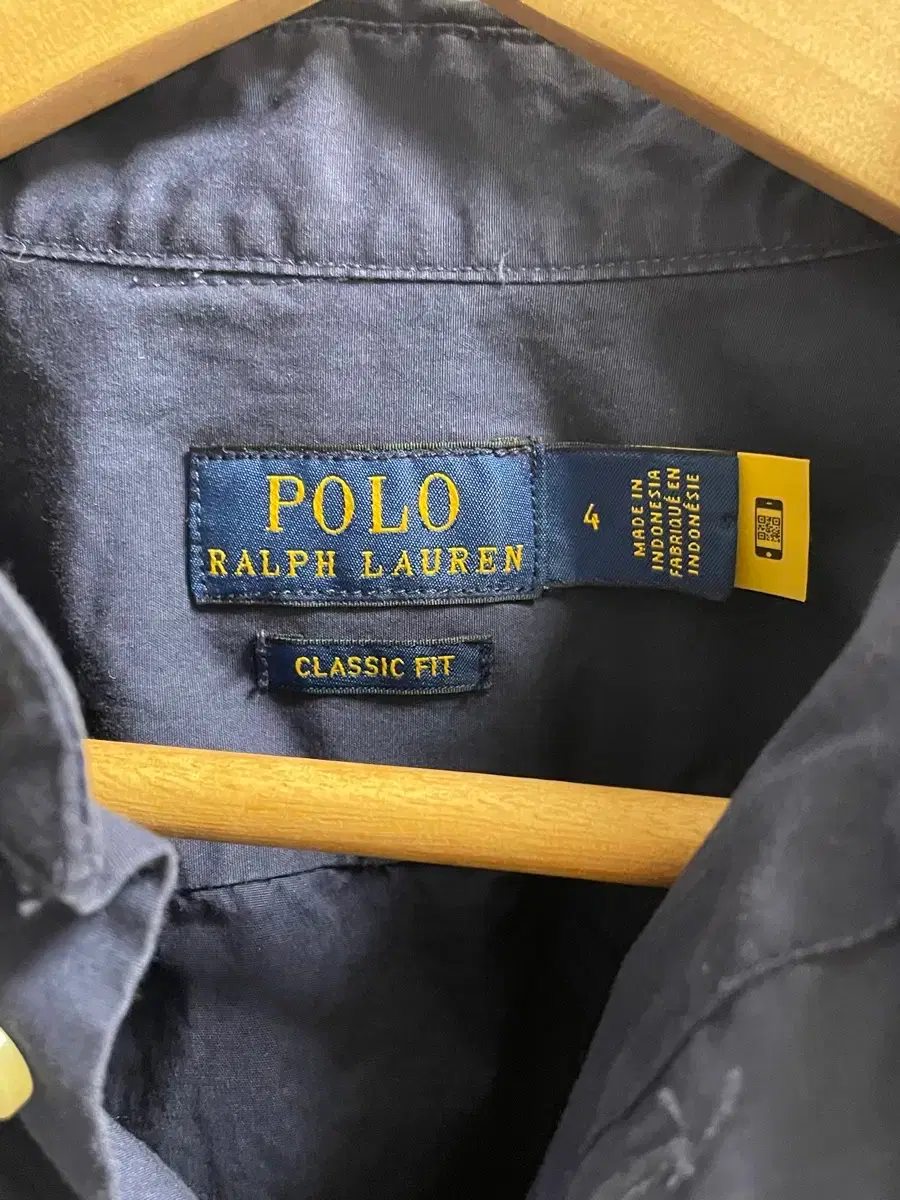 POLO
RALPH LAUREN
4
MADE IN
INDONESIA
FABRIQUÉ EN
INDONÉSIE
CLASSIC FIT